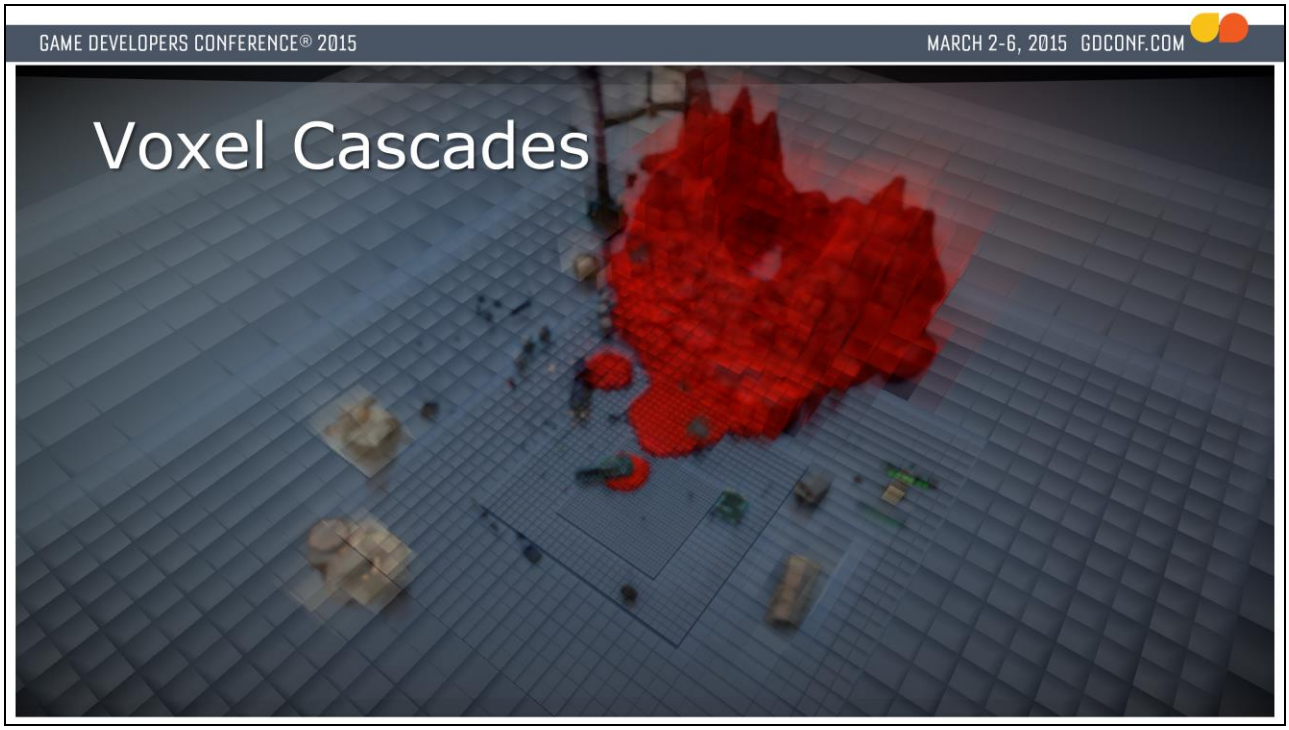 GAME DEVELOPERS CONFERENCE® 2015
MARCH 2-6, 2015 GDCONF.COM
Voxel Cascades